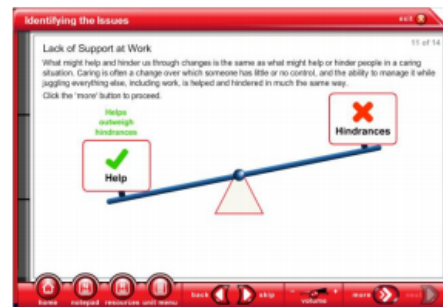 Identifying the Issues
exit
11 of 14
Lack of Support at Work
What might help and hinder us through changes is the same as what might help or hinder people in a caring
situation. Caring is often a change over which someone has little or no control, and the ability to manage it while
juggling everything else, including work, is helped and hindered in much the same way.
Click the 'more' button to proceed.
Helps
outweigh
hindrances
Help
Hindrances
home notepad resources unit menu back skip volume more next